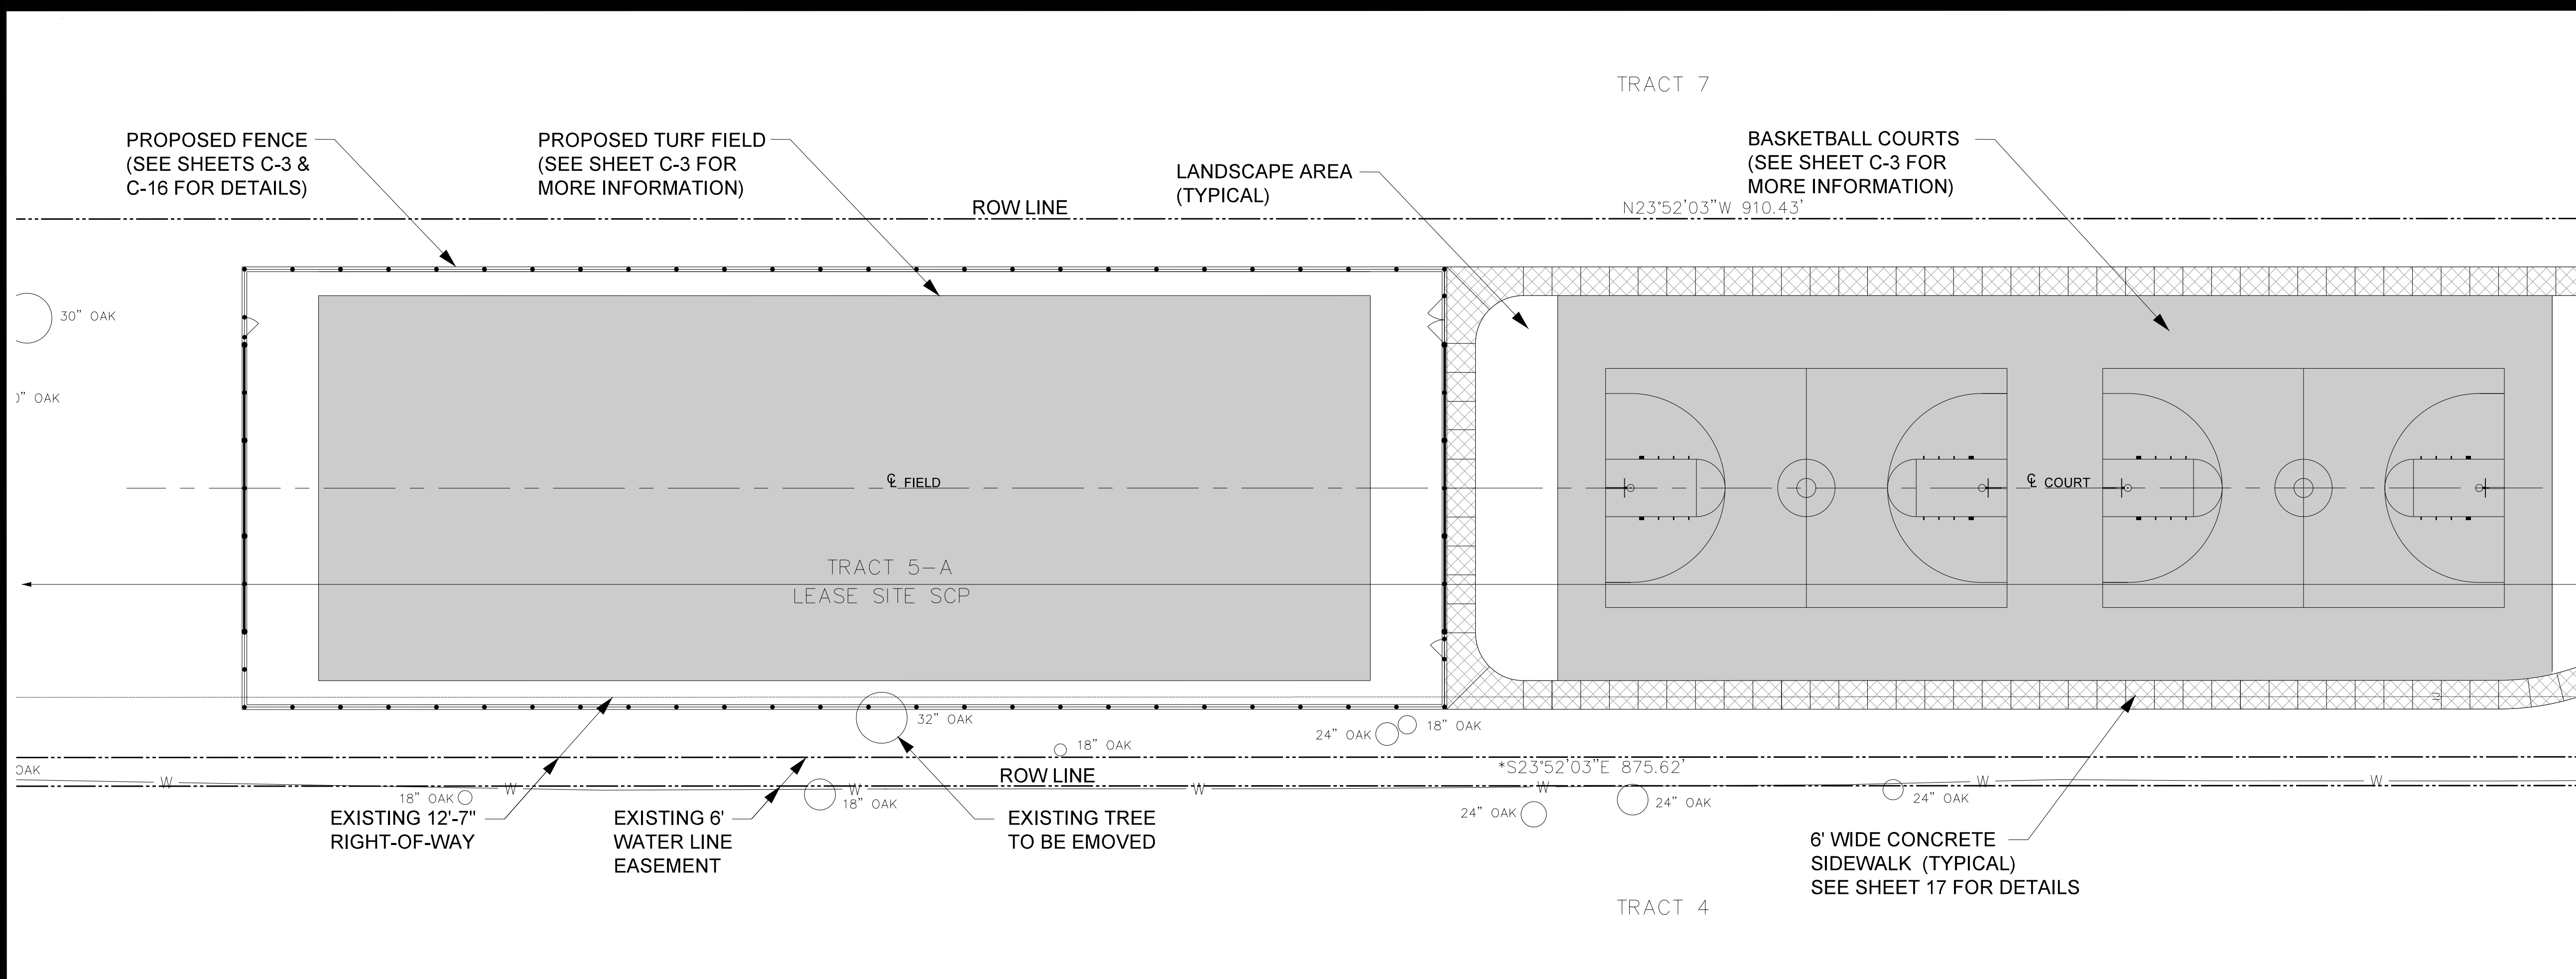 TRACT 7
PROPOSED FENCE
(SEE SHEETS C-3 &
C-16 FOR DETAILS)
PROPOSED TURF FIELD
(SEE SHEET C-3 FOR
MORE INFORMATION)
LANDSCAPE AREA
(TYPICAL)
BASKETBALL COURTS
(SEE SHEET C-3 FOR
MORE INFORMATION)
ROW LINE
N23°52'03"W 910.43'
30" OAK
0" OAK
℄ FIELD
℄ COURT
TRACT 5-A
LEASE SITE SCP
32" OAK
24" OAK
18" OAK
18" OAK
OAK
W
W
W
W
W
W
W
ROW LINE
*S23°52'03"E 875.62'
18" OAK
18" OAK
24" OAK
24" OAK
24" OAK
EXISTING 12'-7"
RIGHT-OF-WAY
EXISTING 6'
WATER LINE
EASEMENT
EXISTING TREE
TO BE EMOVED
6' WIDE CONCRETE
SIDEWALK (TYPICAL)
SEE SHEET 17 FOR DETAILS
TRACT 4